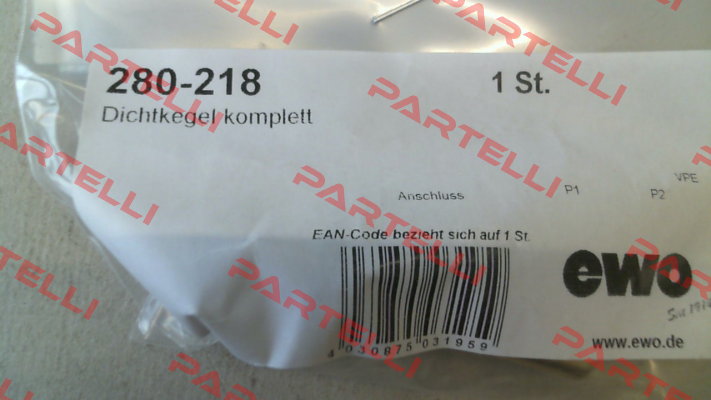 280-218
1 St.
Dichtkegel komplett
Anschluss
P1
P2
VPE
EAN-Code bezieht sich auf 1 St.
ewo
www.ewo.de
4 030875 031959
PARTELLI
PARTELLI
PARTELLI
PARTELLI
PARTELLI
PARTELLI
PARTELLI